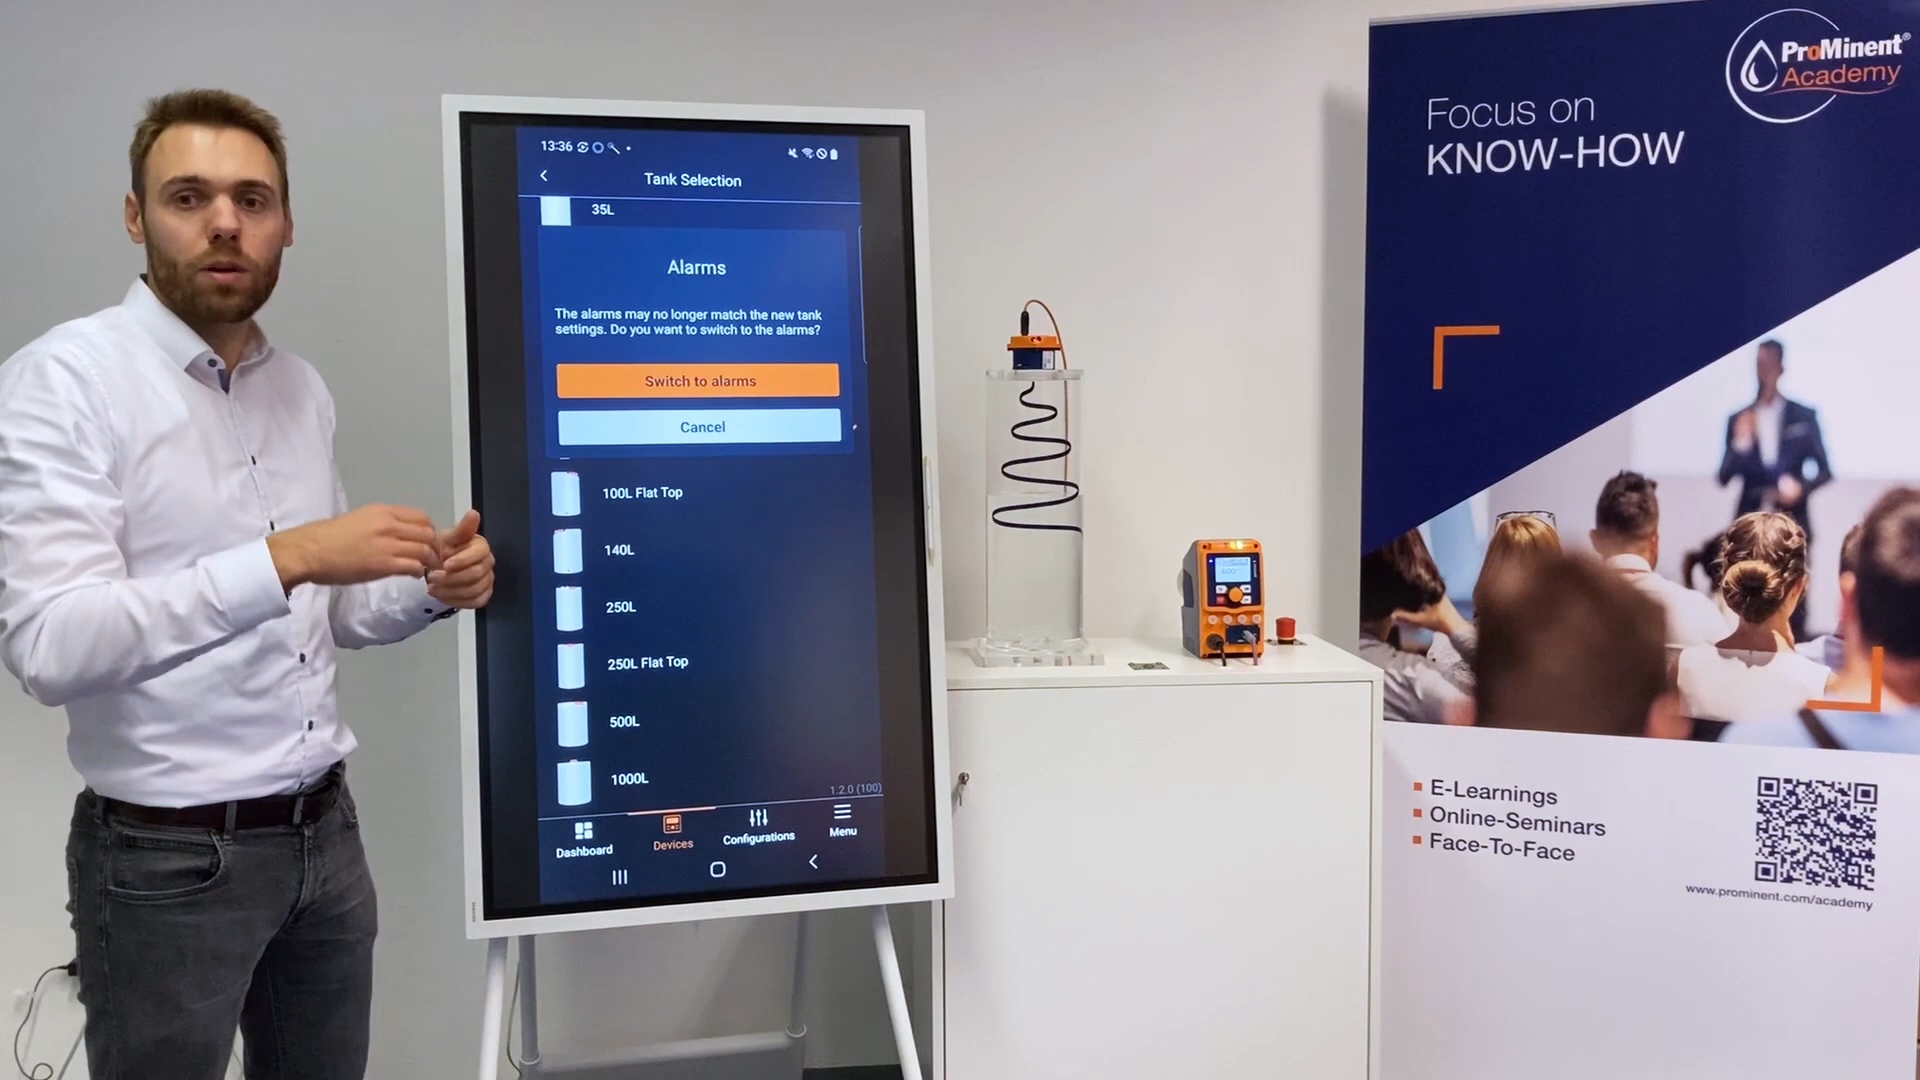 13:36
Tank Selection
35L
Alarms
The alarms may no longer match the new tank
settings. Do you want to switch to the alarms?
Switch to alarms
Cancel
100L Flat Top
140L
250L
250L Flat Top
500L
1000L
1.2.0 (100)
Dashboard
Devices
Configurations
Menu
ProMinent®
Academy
Focus on
KNOW-HOW
E-Learnings
Online-Seminars
Face-To-Face
www.prominent.com/academy